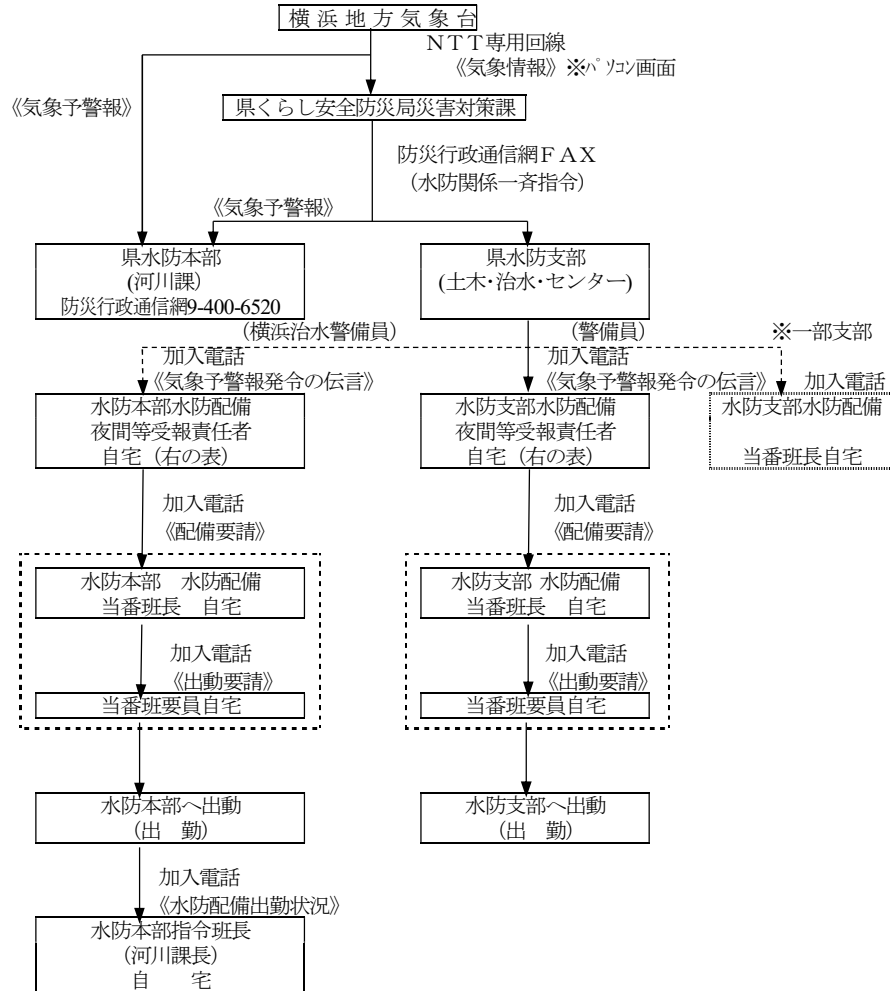 横浜地方気象台
NTT専用回線
《気象情報》※パソコン画面
《気象予警報》
県くらし安全防災局災害対策課
防災行政通信網FAX
(水防関係一斉指令)
《気象予警報》
県水防本部
(河川課)
防災行政通信網9-400-6520
県水防支部
(土木・治水・センター)
(横浜治水警備員)
(警備員)
※一部支部
加入電話
《気象予警報発令の伝言》
加入電話
《気象予警報発令の伝言》
加入電話
水防本部水防配備
夜間等受報責任者
自宅(右の表)
水防支部水防配備
夜間等受報責任者
自宅(右の表)
水防支部水防配備
当番班長自宅
加入電話
《配備要請》
加入電話
《配備要請》
水防本部 水防配備
当番班長 自宅
水防支部 水防配備
当番班長 自宅
加入電話
《出動要請》
加入電話
《出動要請》
当番班要員自宅
当番班要員自宅
水防本部へ出動
(出 勤)
水防支部へ出動
(出 勤)
加入電話
《水防配備出勤状況》
水防本部指令班長
(河川課長)
自 宅